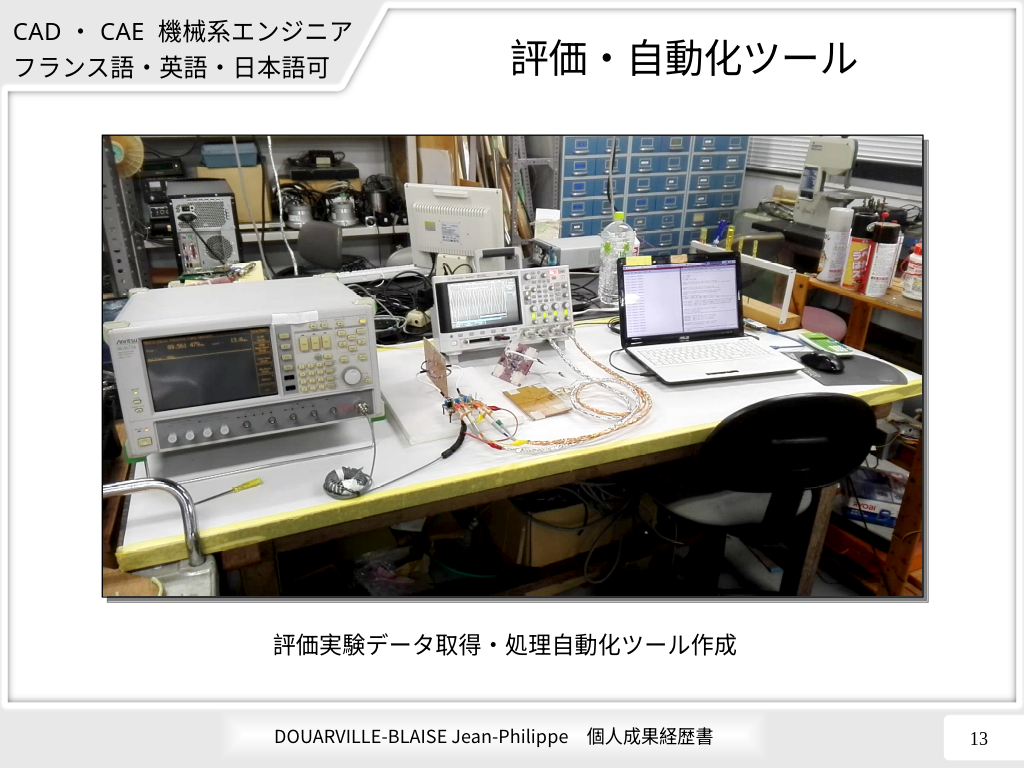 CAD ・ CAE 機械系エンジニア
フランス語・英語・日本語可
評価・自動化ツール
Anritsu
評価実験データ取得・処理自動化ツール作成
DOUARVILLE-BLAISE Jean-Philippe　個人成果経歴書
13